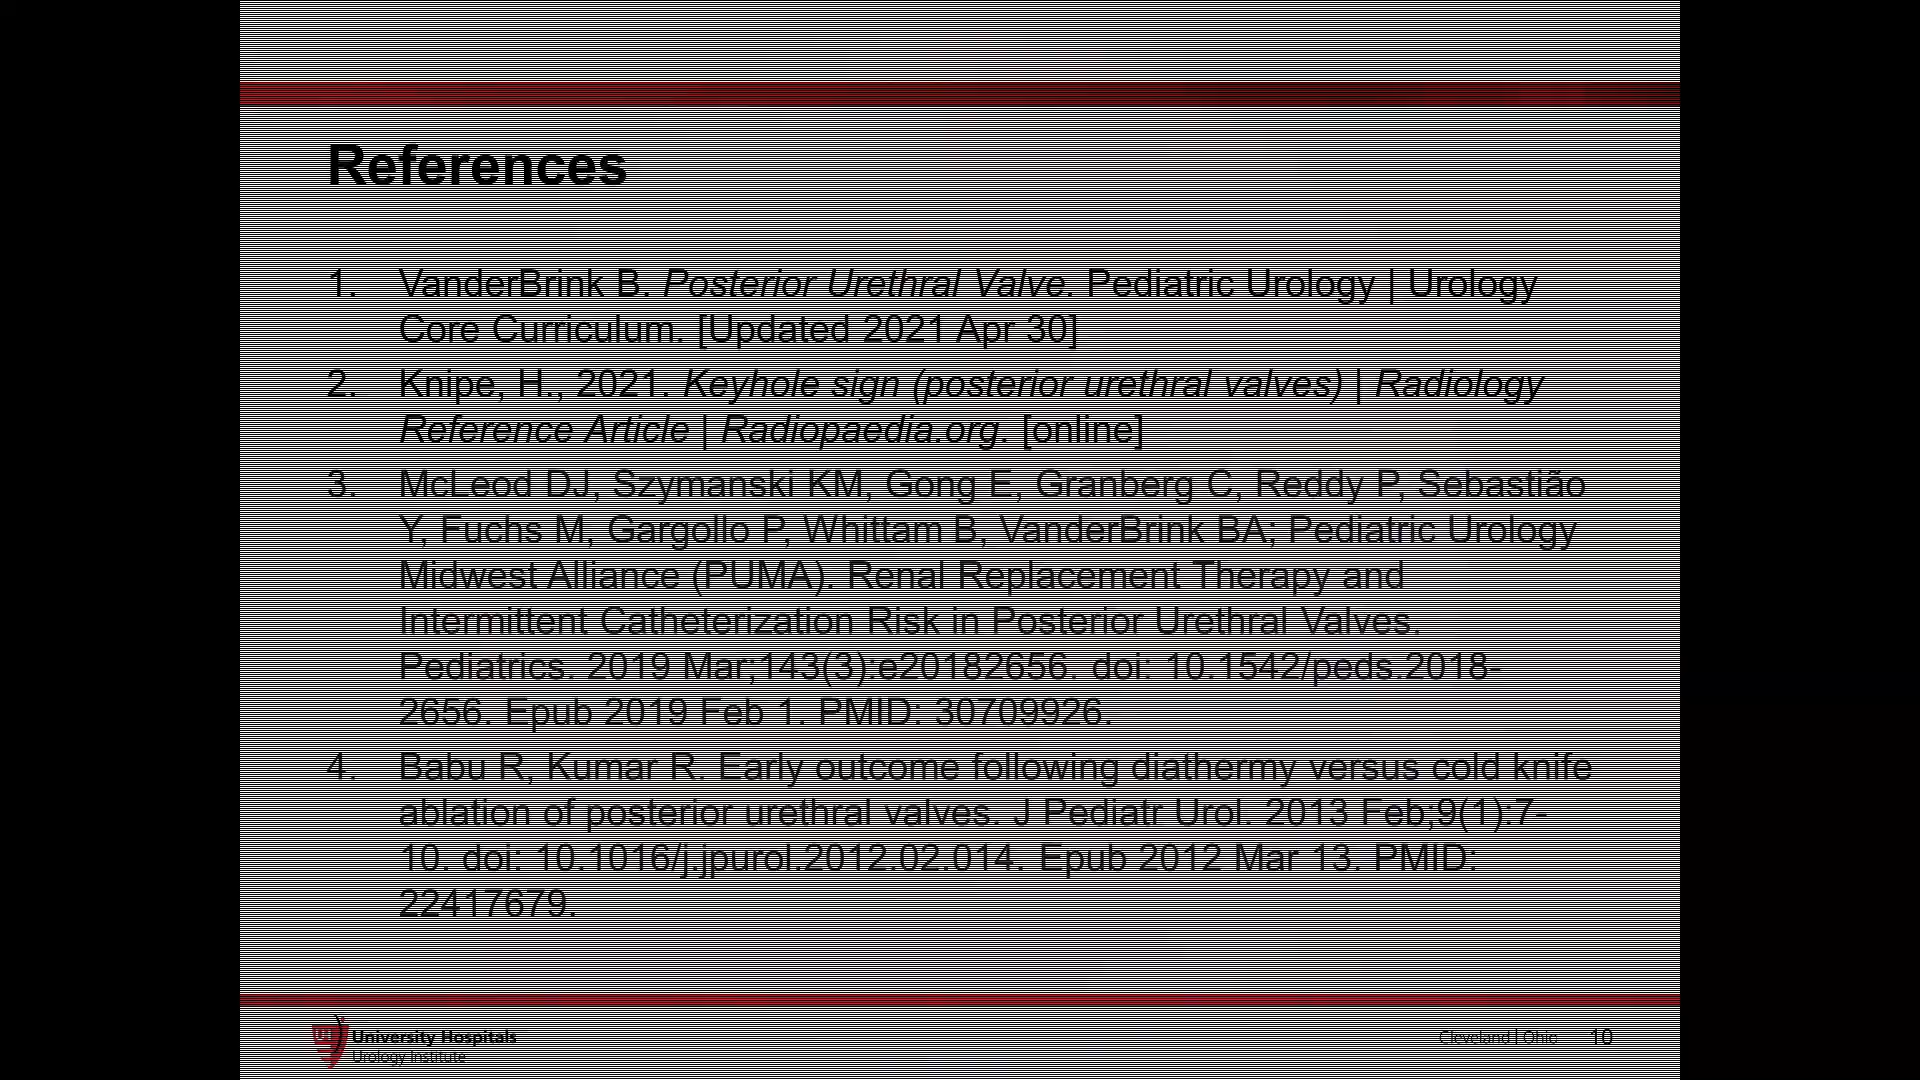 References
1. VanderBrink B. Posterior Urethral Valve. Pediatric Urology | Urology
Core Curriculum. [Updated 2021 Apr 30]
2. Knipe, H., 2021. Keyhole sign (posterior urethral valves) | Radiology
Reference Article | Radiopaedia.org. [online]
3. McLeod DJ, Szymanski KM, Gong E, Granberg C, Reddy P, Sebastião
Y, Fuchs M, Gargollo P, Whittam B, VanderBrink BA; Pediatric Urology
Midwest Alliance (PUMA). Renal Replacement Therapy and
Intermittent Catheterization Risk in Posterior Urethral Valves.
Pediatrics. 2019 Mar;143(3):e20182656. doi: 10.1542/peds.2018-
2656. Epub 2019 Feb 1. PMID: 30709926.
4. Babu R, Kumar R. Early outcome following diathermy versus cold knife
ablation of posterior urethral valves. J Pediatr Urol. 2013 Feb;9(1):7-
10. doi: 10.1016/j.jpurol.2012.02.014. Epub 2012 Mar 13. PMID:
22417679.
UH University Hospitals
Urology Institute
Cleveland | Ohio 10